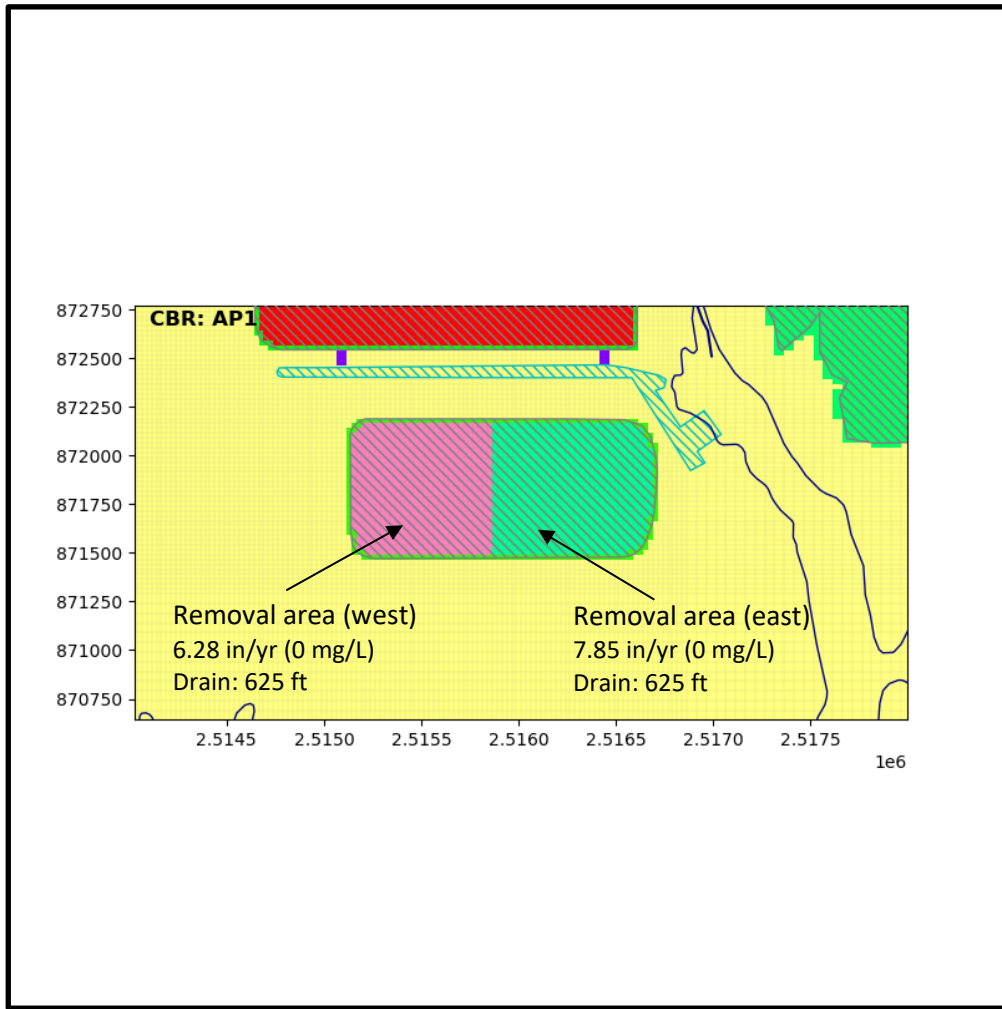 CBR: AP1
872750
872500
872250
872000
871750
871500
871250
871000
870750
Removal area (west)
6.28 in/yr (0 mg/L)
Drain: 625 ft
Removal area (east)
7.85 in/yr (0 mg/L)
Drain: 625 ft
2.5145 2.5150 2.5155 2.5160 2.5165 2.5170 2.5175
1e6